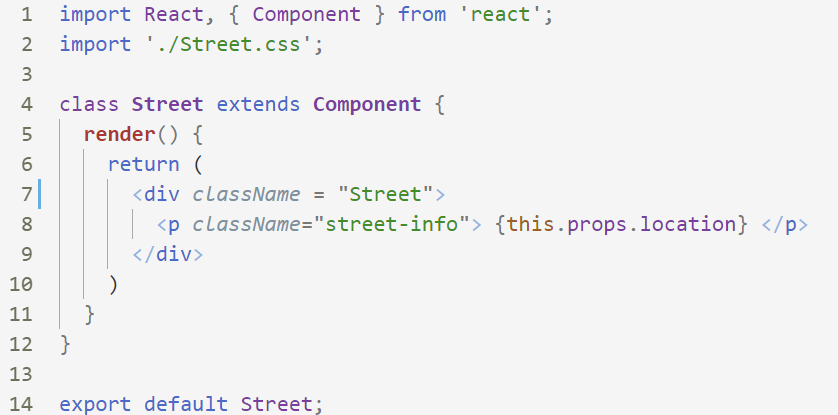 1 import React, { Component } from 'react';
2 import './Street.css';
3
4 class Street extends Component {
5   render() {
6     return (
7       <div className = "Street">
8         <p className="street-info"> {this.props.location} </p>
9       </div>
10     )
11   }
12 }
13
14 export default Street;